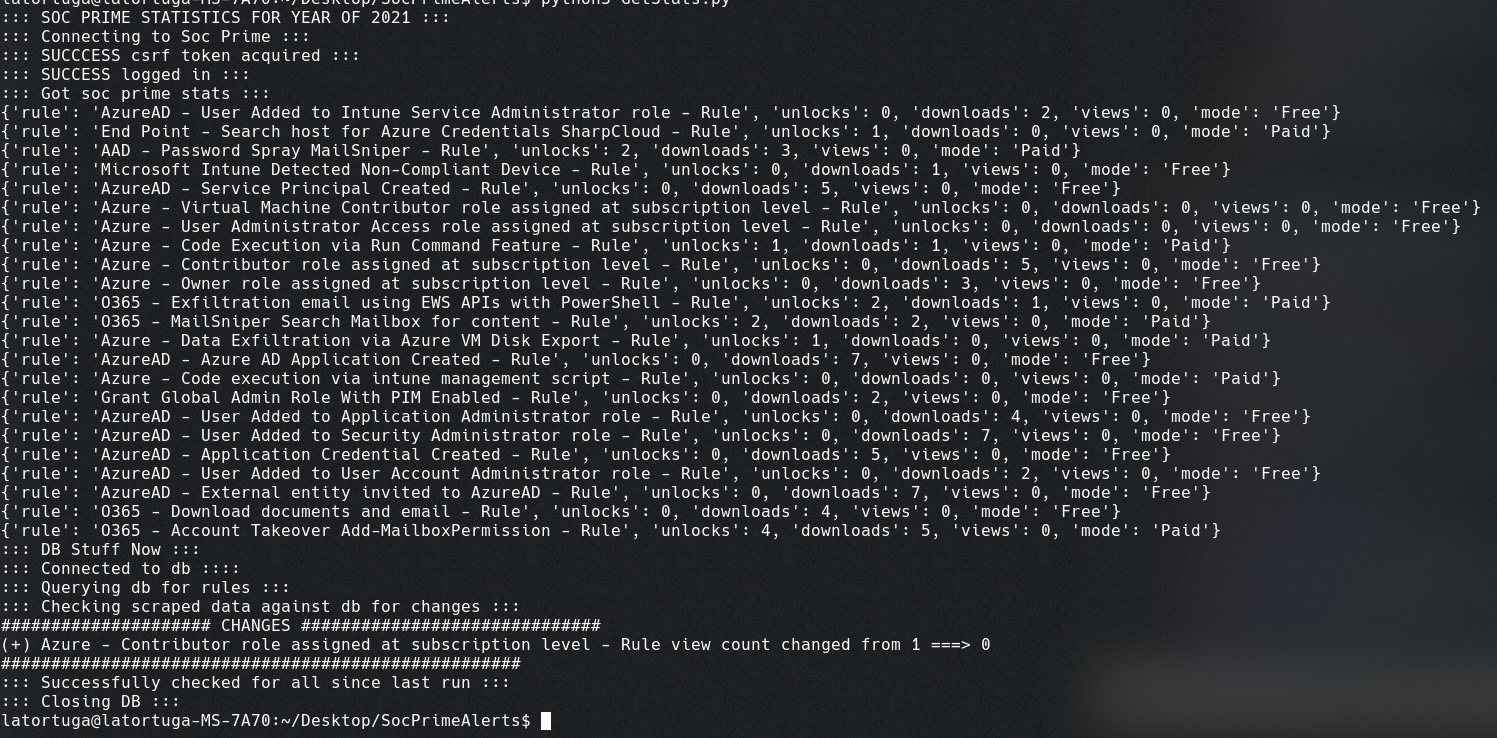 latortuga@latortuga-MS-7A70:~/Desktop/SocPrimeAlerts$ python3 GetStats.py
::: SOC PRIME STATISTICS FOR YEAR OF 2021 :::
::: Connecting to Soc Prime :::
::: SUCCCESS csrf token acquired :::
::: SUCCESS logged in :::
::: Got soc prime stats :::
{'rule': 'AzureAD - User Added to Intune Service Administrator role - Rule', 'unlocks': 0, 'downloads': 2, 'views': 0, 'mode': 'Free'}
{'rule': 'End Point - Search host for Azure Credentials SharpCloud - Rule', 'unlocks': 1, 'downloads': 0, 'views': 0, 'mode': 'Paid'}
{'rule': 'AAD - Password Spray MailSniper - Rule', 'unlocks': 2, 'downloads': 3, 'views': 0, 'mode': 'Paid'}
{'rule': 'Microsoft Intune Detected Non-Compliant Device - Rule', 'unlocks': 0, 'downloads': 1, 'views': 0, 'mode': 'Free'}
{'rule': 'AzureAD - Service Principal Created - Rule', 'unlocks': 0, 'downloads': 5, 'views': 0, 'mode': 'Free'}
{'rule': 'Azure - Virtual Machine Contributor role assigned at subscription level - Rule', 'unlocks': 0, 'downloads': 0, 'views': 0, 'mode': 'Free'}
{'rule': 'Azure - User Administrator Access role assigned at subscription level - Rule', 'unlocks': 0, 'downloads': 0, 'views': 0, 'mode': 'Free'}
{'rule': 'Azure - Code Execution via Run Command Feature - Rule', 'unlocks': 1, 'downloads': 1, 'views': 0, 'mode': 'Paid'}
{'rule': 'Azure - Contributor role assigned at subscription level - Rule', 'unlocks': 0, 'downloads': 5, 'views': 0, 'mode': 'Free'}
{'rule': 'Azure - Owner role assigned at subscription level - Rule', 'unlocks': 0, 'downloads': 3, 'views': 0, 'mode': 'Free'}
{'rule': 'O365 - Exfiltration email using EWS APIs with PowerShell - Rule', 'unlocks': 2, 'downloads': 1, 'views': 0, 'mode': 'Paid'}
{'rule': 'O365 - MailSniper Search Mailbox for content - Rule', 'unlocks': 2, 'downloads': 2, 'views': 0, 'mode': 'Paid'}
{'rule': 'Azure - Data Exfiltration via Azure VM Disk Export - Rule', 'unlocks': 1, 'downloads': 0, 'views': 0, 'mode': 'Paid'}
{'rule': 'AzureAD - Azure AD Application Created - Rule', 'unlocks': 0, 'downloads': 7, 'views': 0, 'mode': 'Free'}
{'rule': 'Azure - Code execution via intune management script - Rule', 'unlocks': 0, 'downloads': 0, 'views': 0, 'mode': 'Paid'}
{'rule': 'Grant Global Admin Role With PIM Enabled - Rule', 'unlocks': 0, 'downloads': 2, 'views': 0, 'mode': 'Free'}
{'rule': 'AzureAD - User Added to Application Administrator role - Rule', 'unlocks': 0, 'downloads': 4, 'views': 0, 'mode': 'Free'}
{'rule': 'AzureAD - User Added to Security Administrator role - Rule', 'unlocks': 0, 'downloads': 7, 'views': 0, 'mode': 'Free'}
{'rule': 'AzureAD - Application Credential Created - Rule', 'unlocks': 0, 'downloads': 5, 'views': 0, 'mode': 'Free'}
{'rule': 'AzureAD - User Added to User Account Administrator role - Rule', 'unlocks': 0, 'downloads': 2, 'views': 0, 'mode': 'Free'}
{'rule': 'AzureAD - External entity invited to AzureAD - Rule', 'unlocks': 0, 'downloads': 7, 'views': 0, 'mode': 'Free'}
{'rule': 'O365 - Download documents and email - Rule', 'unlocks': 0, 'downloads': 4, 'views': 0, 'mode': 'Free'}
{'rule': 'O365 - Account Takeover Add-MailboxPermission - Rule', 'unlocks': 4, 'downloads': 5, 'views': 0, 'mode': 'Paid'}
::: DB Stuff Now :::
::: Connected to db ::::
::: Querying db for rules :::
::: Checking scraped data against db for changes :::
##################### CHANGES ##############################
(+) Azure - Contributor role assigned at subscription level - Rule view count changed from 1 ===> 0
####################################################
::: Successfully checked for all since last run :::
::: Closing DB :::
latortuga@latortuga-MS-7A70:~/Desktop/SocPrimeAlerts$